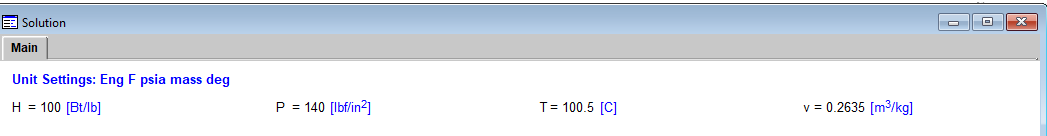 Solution
Main
Unit Settings: Eng F psia mass deg
H = 100 [Bt/lb] P = 140 [lbf/in²] T = 100.5 [C] v = 0.2635 [m³/kg]